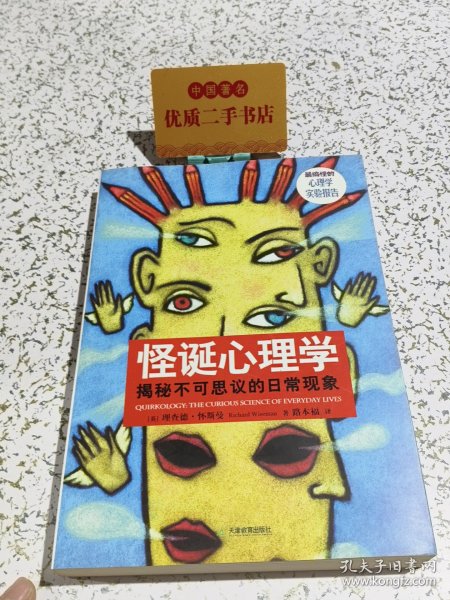 中国著名
优质二手书店
最搞怪的
心理学
实验报告
怪诞心理学
揭秘不可思议的日常现象
QUIRKOLOGY: THE CURIOUS SCIENCE OF EVERYDAY LIVES
[英] 理查德·怀斯曼 Richard Wiseman 著 路本福 译
天津教育出版社
孔夫子旧书网
www.kongfz.com